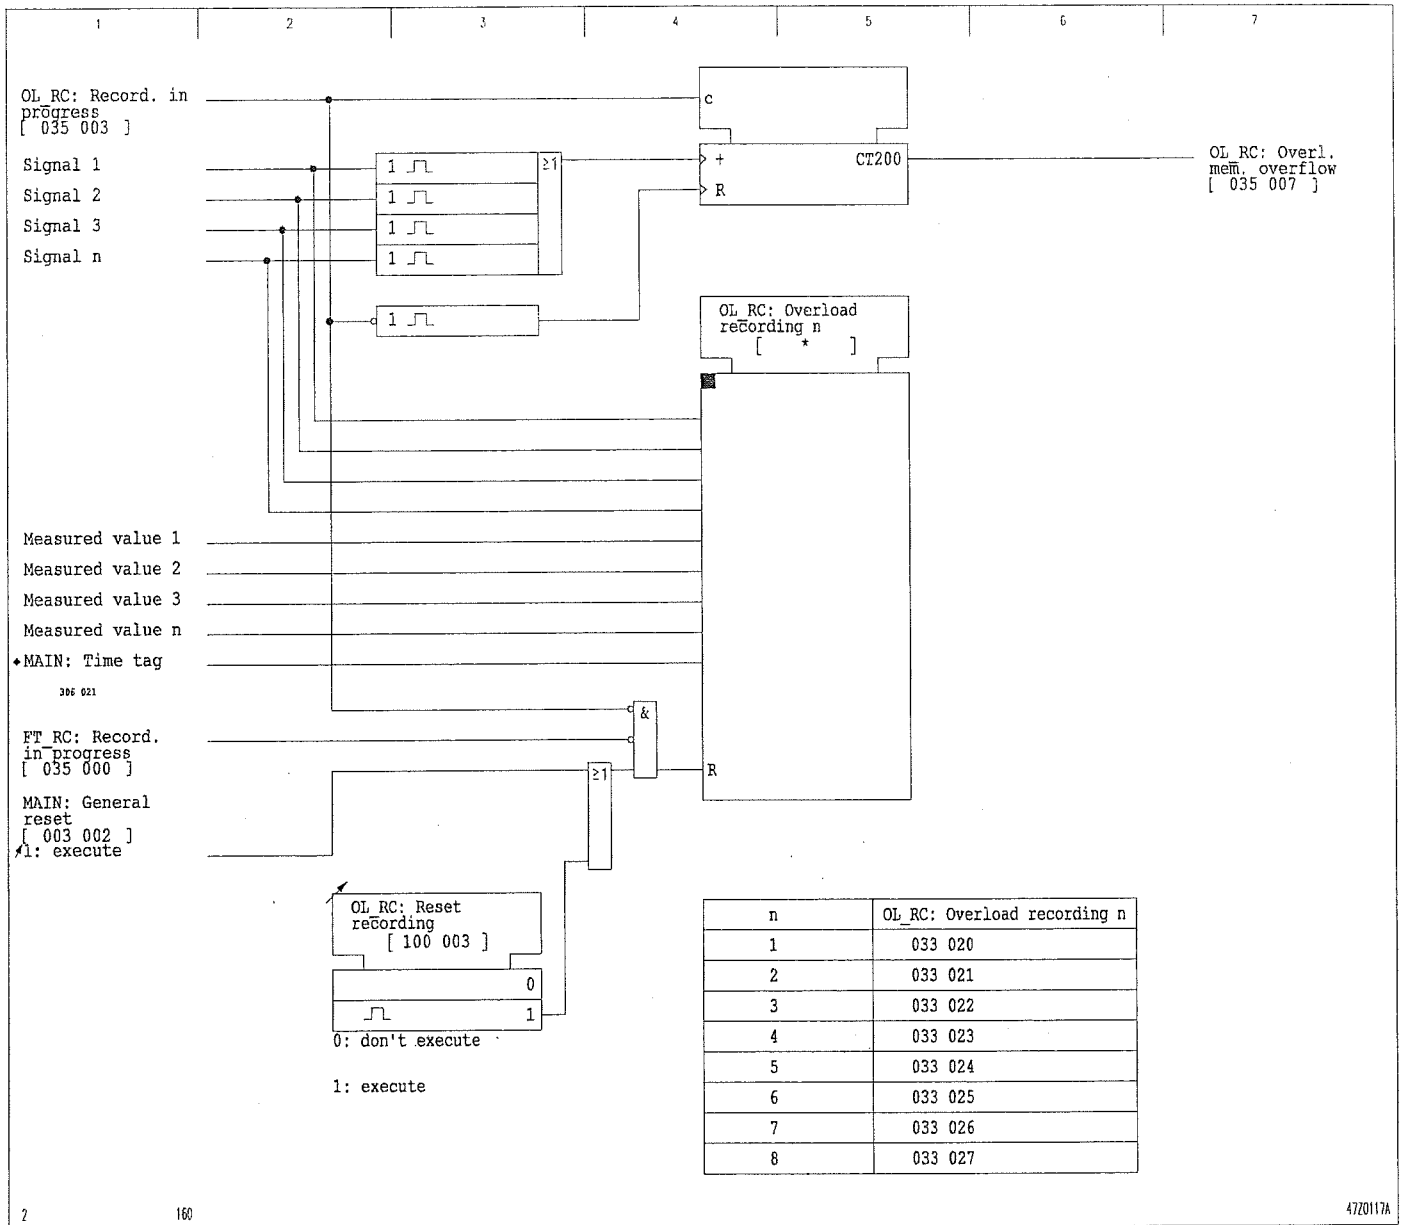 1 2 3 4 5 6 7
OL_RC: Record. in
progress
[ 035 003 ]
Signal 1
Signal 2
Signal 3
Signal n
1
1
1
1
≥1
1
c
+
CT200
R
OL_RC: Overl.
mem. overflow
[ 035 007 ]
OL_RC: Overload
recording n
[ * ]
Measured value 1
Measured value 2
Measured value 3
Measured value n
MAIN: Time tag
306 021
FT_RC: Record.
in progress
[ 035 000 ]
MAIN: General
reset
[ 003 002 ]
1: execute
&
≥1
R
OL_RC: Reset
recording
[ 100 003 ]
0
1
0: don't execute
1: execute
n OL_RC: Overload recording n
1 033 020
2 033 021
3 033 022
4 033 023
5 033 024
6 033 025
7 033 026
8 033 027
2 160
47Z0117A